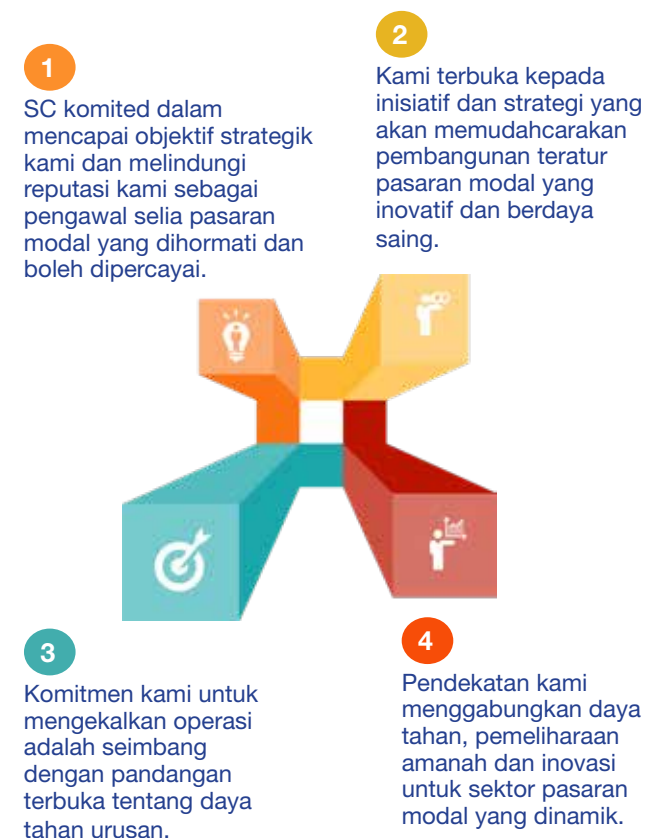 1
SC komited dalam
mencapai objektif strategik
kami dan melindungi
reputasi kami sebagai
pengawal selia pasaran
modal yang dihormati dan
boleh dipercayai.
2
Kami terbuka kepada
inisiatif dan strategi yang
akan memudahcarakan
pembangunan teratur
pasaran modal yang
inovatif dan berdaya
saing.
3
Komitmen kami untuk
mengekalkan operasi
adalah seimbang
dengan pandangan
terbuka tentang daya
tahan urusan.
4
Pendekatan kami
menggabungkan daya
tahan, pemeliharaan
amanah dan inovasi
untuk sektor pasaran
modal yang dinamik.